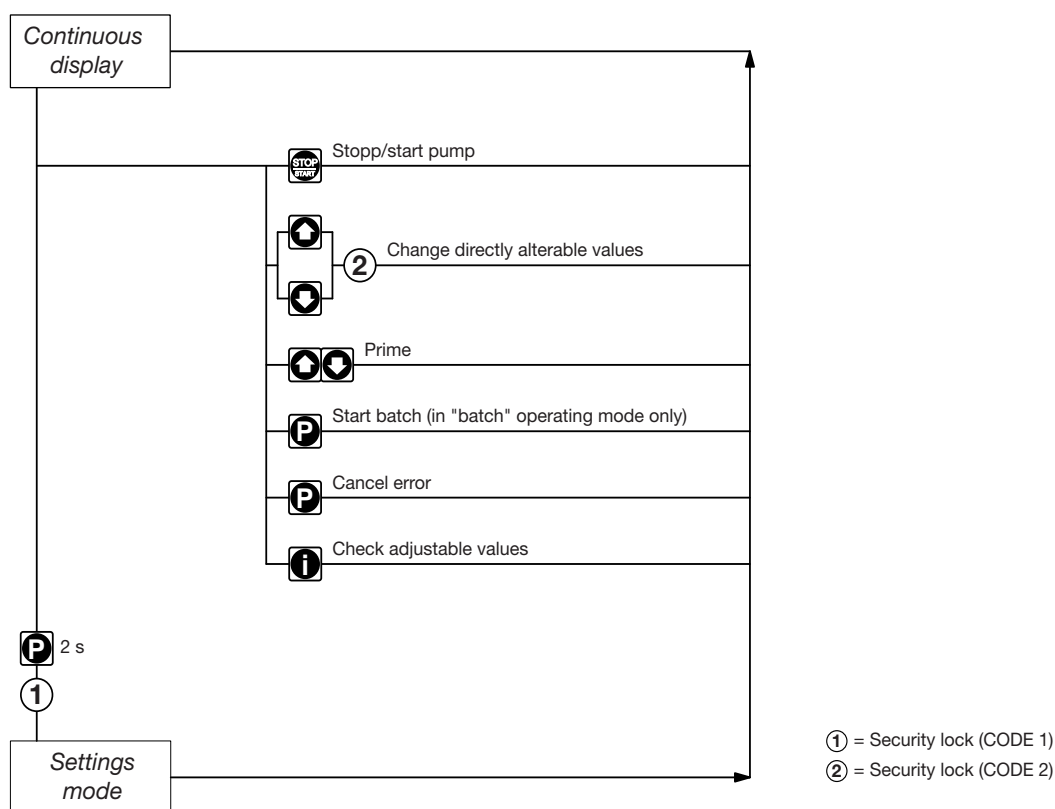 Continuous
display
STOP
START
Stopp/start pump
2
Change directly alterable values
Prime
P
Start batch (in "batch" operating mode only)
P
Cancel error
i
Check adjustable values
P
2 s
1
Settings
mode
1 = Security lock (CODE 1)
2 = Security lock (CODE 2)